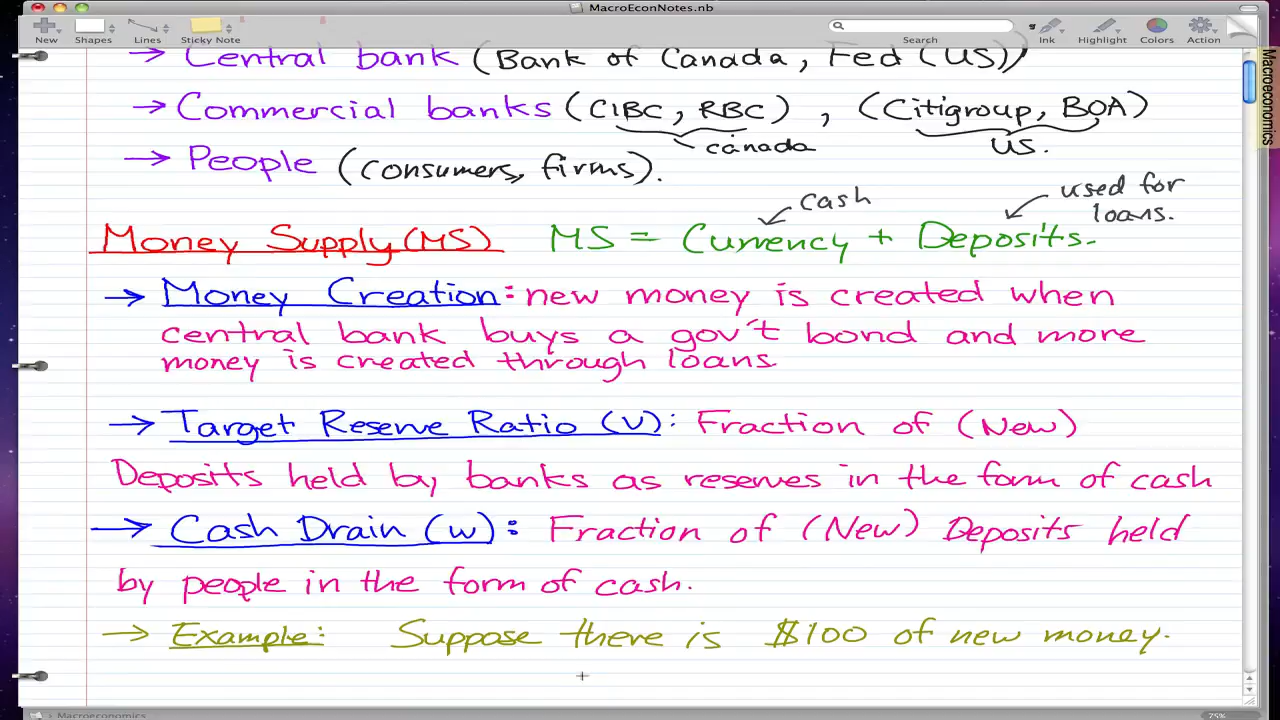 MacroEconNotes.nb
New Shapes Lines Sticky Note Search Ink Highlight Colors Action
→ Central bank (Bank of Canada, Fed (US))
→ Commercial banks (CIBC, RBC) , (Citigroup, BOA)
canada US.
→ People (consumers, firms).
cash used for
loans.
Money Supply(MS) MS = Currency + Deposits.
→ Money Creation: new money is created when
central bank buys a gov't bond and more
money is created through loans.
→ Target Reserve Ratio (V): Fraction of (New)
Deposits held by banks as reserves in the form of cash
→ Cash Drain (w): Fraction of (New) Deposits held
by people in the form of cash.
→ Example: Suppose there is $100 of new money.
Macroeconomics
Macroeconomics
75%